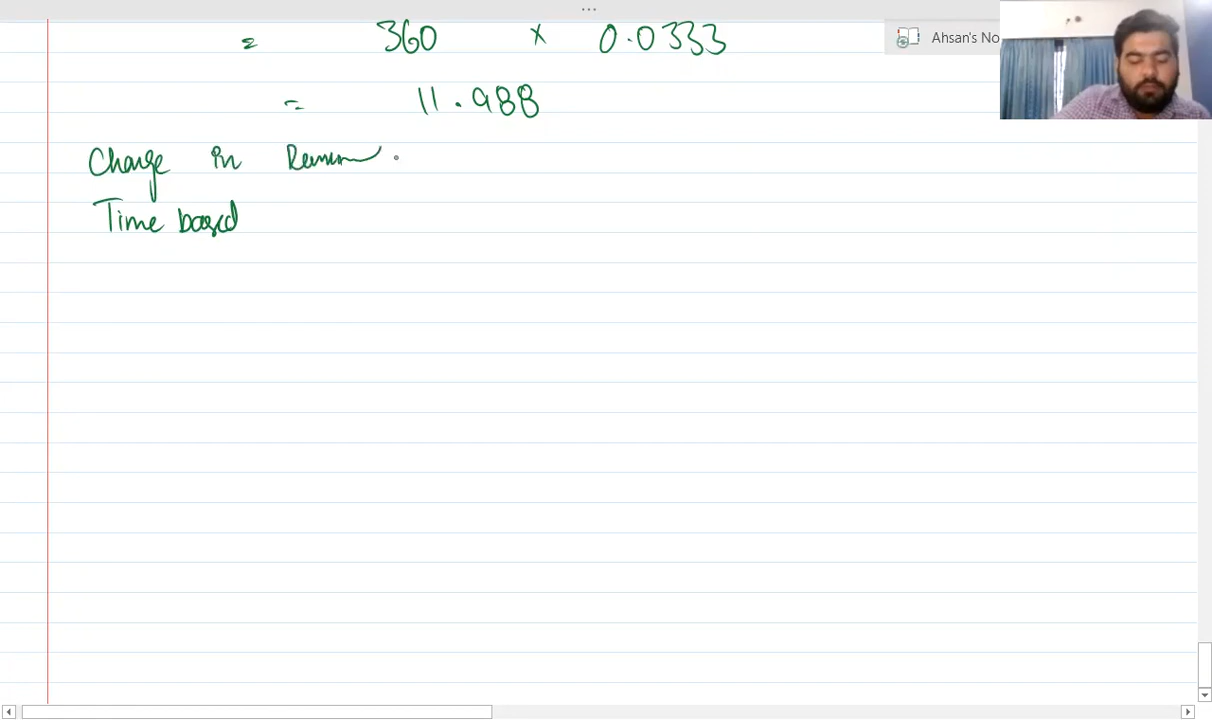 = 360 × 0.0333
Ahsan's No
= 11.988
Change in
Time based